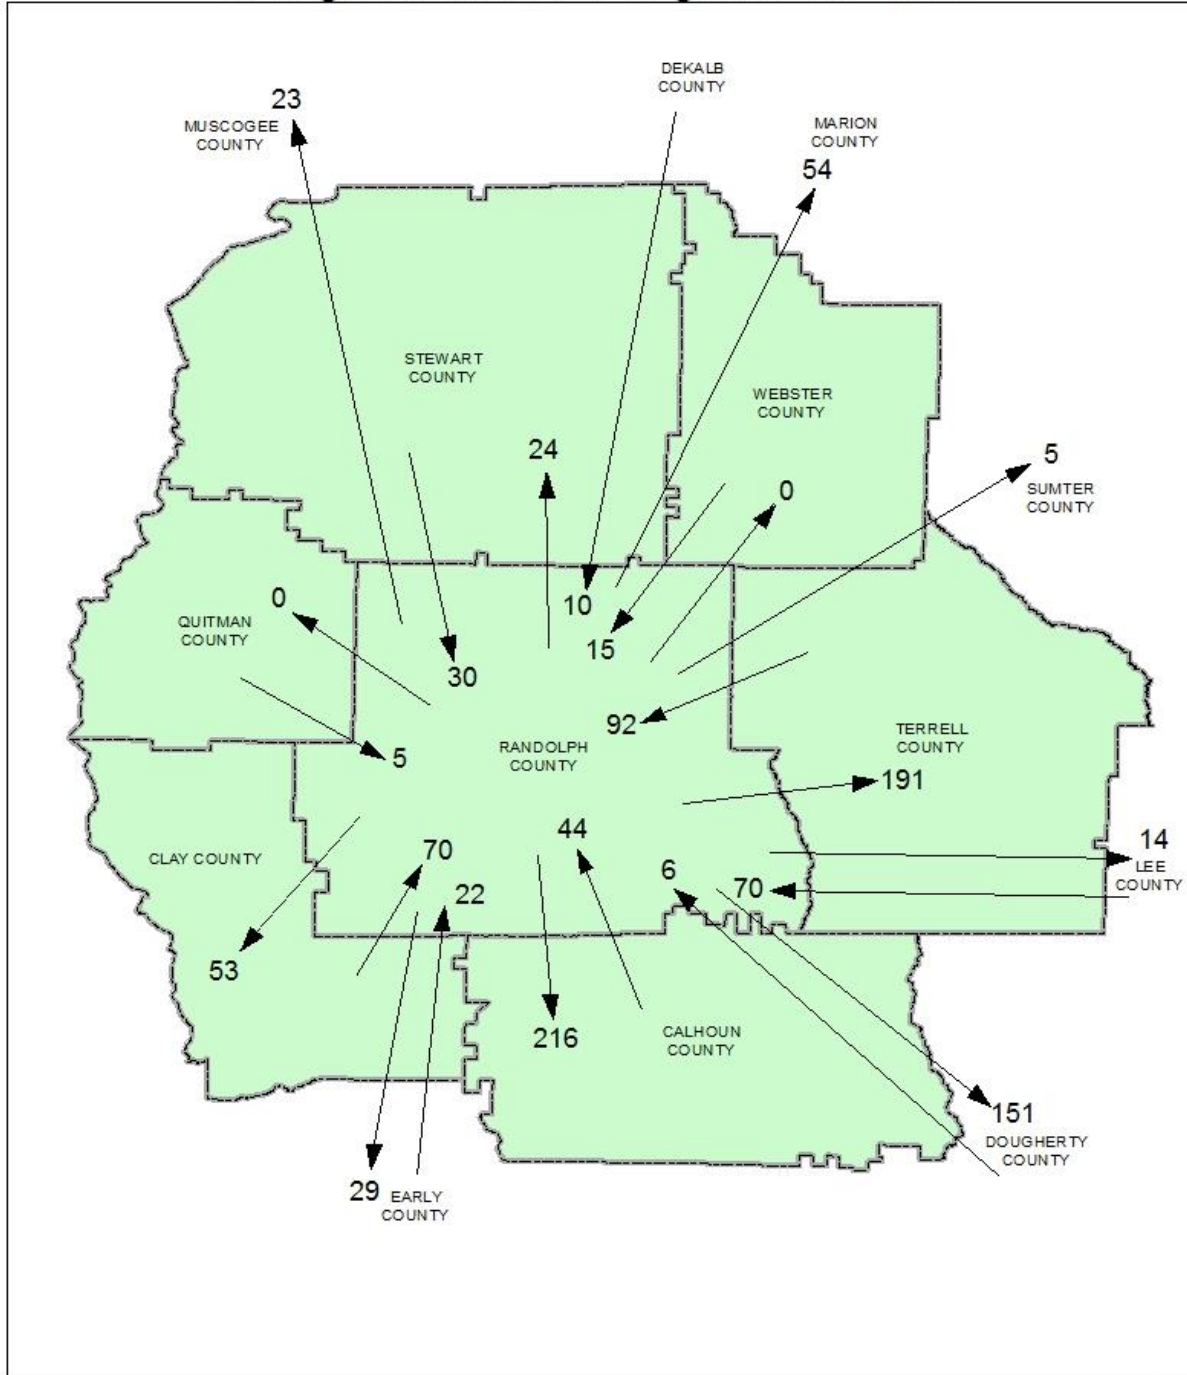 DEKALB
COUNTY
23
MUSCOGEE
COUNTY
MARION
COUNTY
54
STEWART
COUNTY
WEBSTER
COUNTY
24
0
5
SUMTER
COUNTY
0
QUITMAN
COUNTY
10
15
30
92
5
RANDOLPH
COUNTY
TERRELL
COUNTY
191
CLAY COUNTY
70
44
22
6
70
14
LEE
COUNTY
53
216
CALHOUN
COUNTY
151
DOUGHERTY
COUNTY
29
EARLY
COUNTY